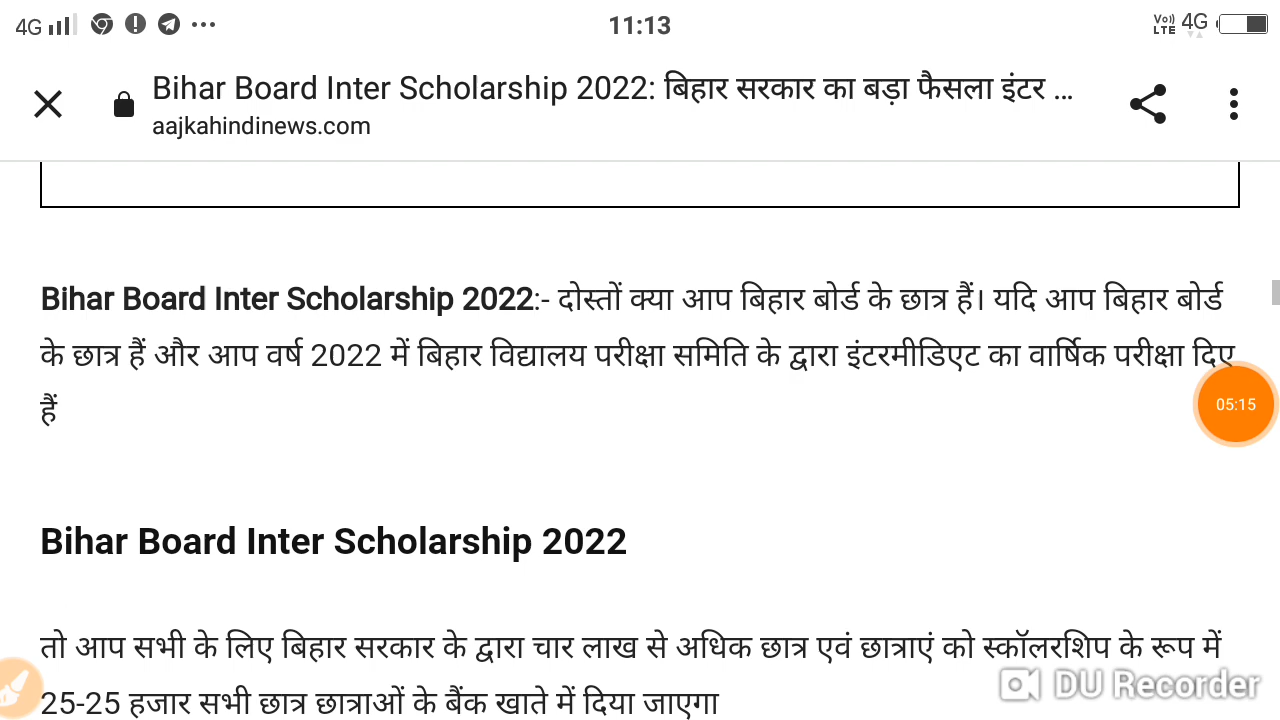 4G 11:13 Vo)) LTE 4G
Bihar Board Inter Scholarship 2022: बिहार सरकार का बड़ा फैसला इंटर ...
aajkahindinews.com
Bihar Board Inter Scholarship 2022:- दोस्तों क्या आप बिहार बोर्ड के छात्र हैं। यदि आप बिहार बोर्ड
के छात्र हैं और आप वर्ष 2022 में बिहार विद्यालय परीक्षा समिति के द्वारा इंटरमीडिएट का वार्षिक परीक्षा दिए
हैं
05:15
Bihar Board Inter Scholarship 2022
तो आप सभी के लिए बिहार सरकार के द्वारा चार लाख से अधिक छात्र एवं छात्राएं को स्कॉलरशिप के रूप में
25-25 हजार सभी छात्र छात्राओं के बैंक खाते में दिया जाएगा
DU Recorder